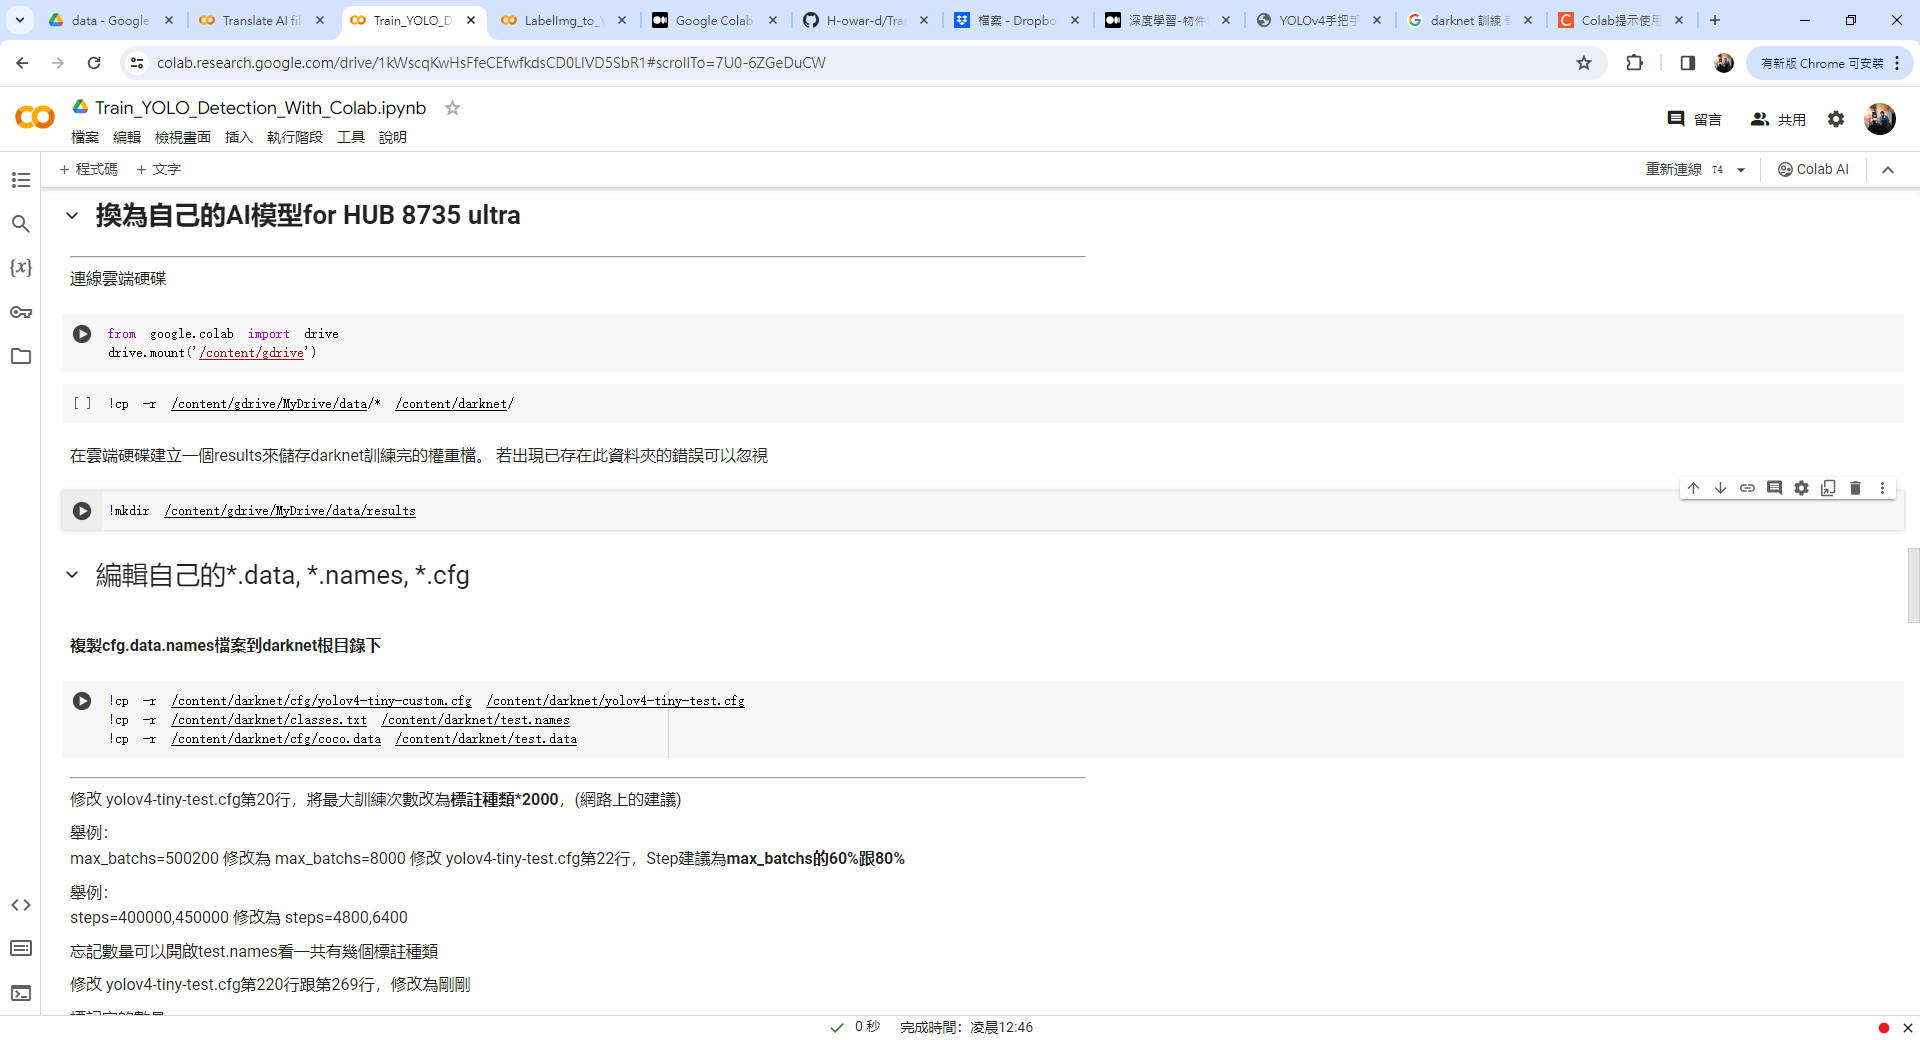 data - Google
Translate AI fil
Train_YOLO_D
LabelImg_to_Y
Google Colab
H-owar-d/Trai
檔案 - Dropbo
深度學習-物件
YOLOv4手把手
darknet 訓練
Colab提示使用
colab.research.google.com/drive/1kWscqKwHsFfeCEfwfkdsCD0LlVD5SbR1#scrollTo=7U0-6ZGeDuCW
有新版 Chrome 可安裝
Train_YOLO_Detection_With_Colab.ipynb
檔案 編輯 檢視畫面 插入 執行階段 工具 說明
留言 共用
+ 程式碼 + 文字
重新連線 T4 Colab AI
換為自己的AI模型for HUB 8735 ultra
連線雲端硬碟
from google.colab import drive
drive.mount('/content/gdrive')
[ ] !cp -r /content/gdrive/MyDrive/data/* /content/darknet/
在雲端硬碟建立一個results來儲存darknet訓練完的權重檔。 若出現已存在此資料夾的錯誤可以忽視
!mkdir /content/gdrive/MyDrive/data/results
編輯自己的*.data, *.names, *.cfg
複製cfg.data.names檔案到darknet根目錄下
!cp -r /content/darknet/cfg/yolov4-tiny-custom.cfg /content/darknet/yolov4-tiny-test.cfg
!cp -r /content/darknet/classes.txt /content/darknet/test.names
!cp -r /content/darknet/cfg/coco.data /content/darknet/test.data
修改 yolov4-tiny-test.cfg第20行，將最大訓練次數改為標註種類*2000，(網路上的建議)
舉例：
max_batchs=500200 修改為 max_batchs=8000 修改 yolov4-tiny-test.cfg第22行，Step建議為max_batchs的60%跟80%
舉例：
steps=400000,450000 修改為 steps=4800,6400
忘記數量可以開啟test.names看一共有幾個標註種類
修改 yolov4-tiny-test.cfg第220行跟第269行，修改為剛剛
0 秒 完成時間：凌晨12:46